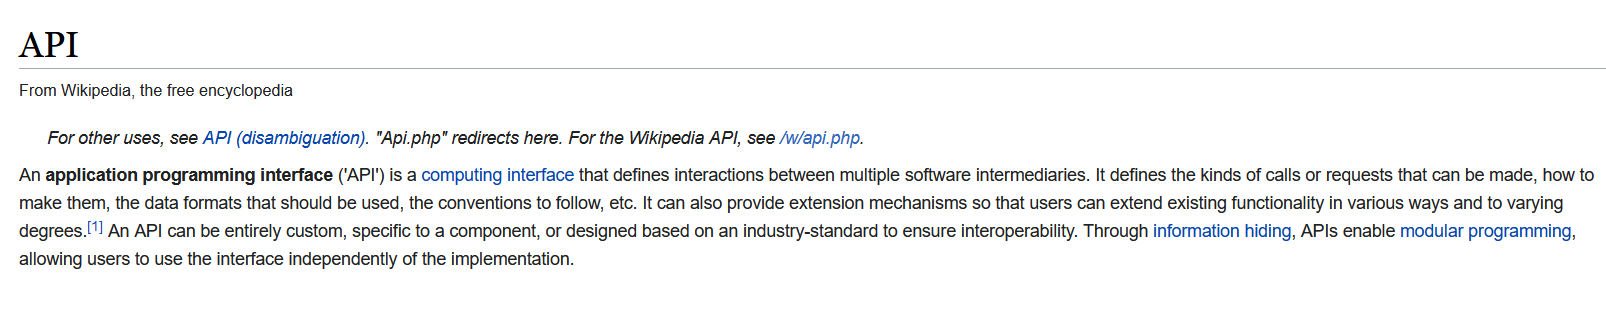 API
From Wikipedia, the free encyclopedia
For other uses, see API (disambiguation). "Api.php" redirects here. For the Wikipedia API, see /w/api.php.
An application programming interface ('API') is a computing interface that defines interactions between multiple software intermediaries. It defines the kinds of calls or requests that can be made, how to
make them, the data formats that should be used, the conventions to follow, etc. It can also provide extension mechanisms so that users can extend existing functionality in various ways and to varying
degrees.[1] An API can be entirely custom, specific to a component, or designed based on an industry-standard to ensure interoperability. Through information hiding, APIs enable modular programming,
allowing users to use the interface independently of the implementation.